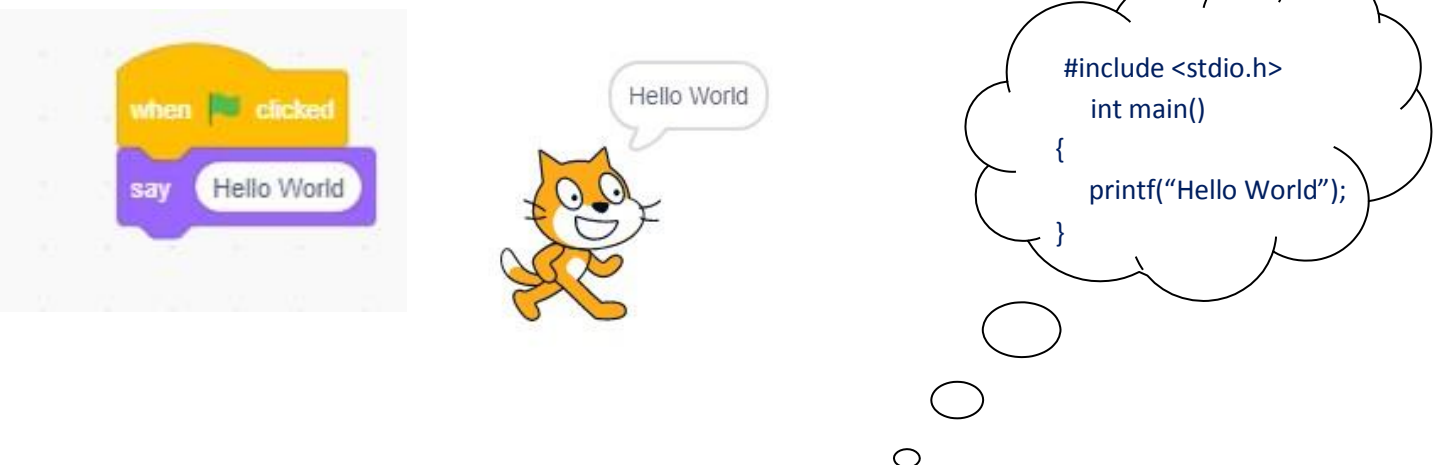 when clicked
say Hello World
Hello World
#include <stdio.h>
int main()
{
printf(“Hello World”);
}